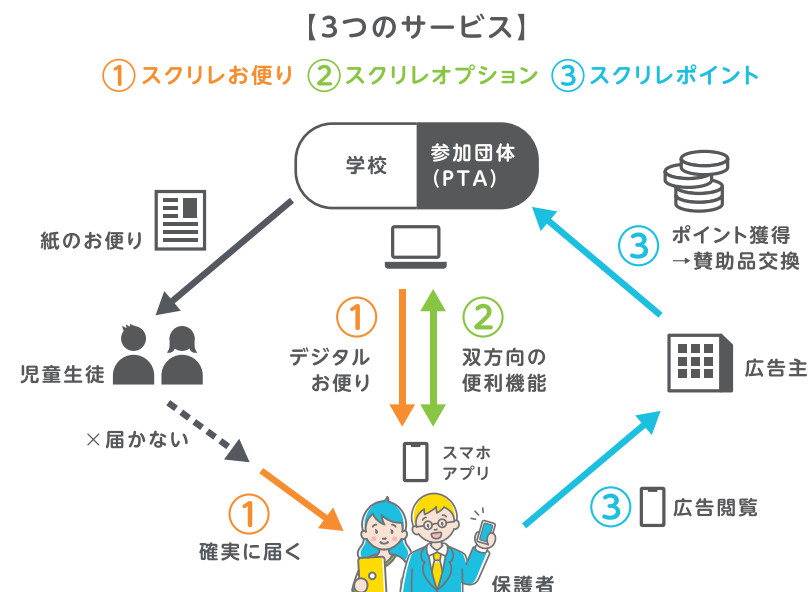 【3つのサービス】
①スクリレお便り ②スクリレオプション ③スクリレポイント
学校
参加団体
(PTA)
紙のお便り
③
ポイント獲得
→賛助品交換
①
デジタル
お便り
②
双方向の
便利機能
児童生徒
広告主
×届かない
スマホ
アプリ
①
確実に届く
③
広告閲覧
保護者